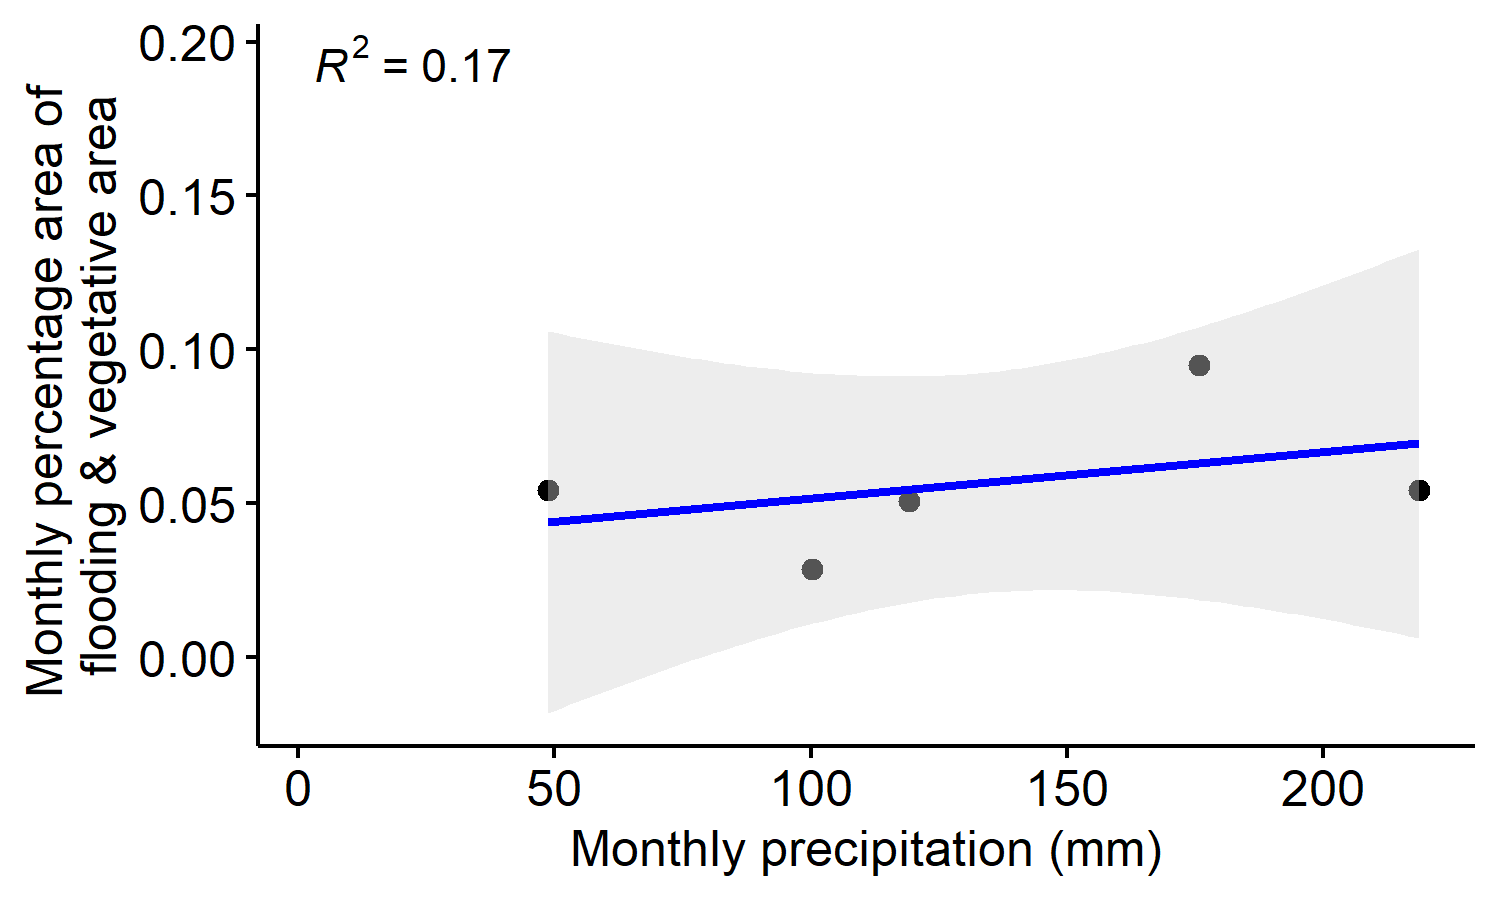 R² = 0.17
Monthly percentage area of
flooding & vegetative area
0.20
0.15
0.10
0.05
0.00
0 50 100 150 200
Monthly precipitation (mm)